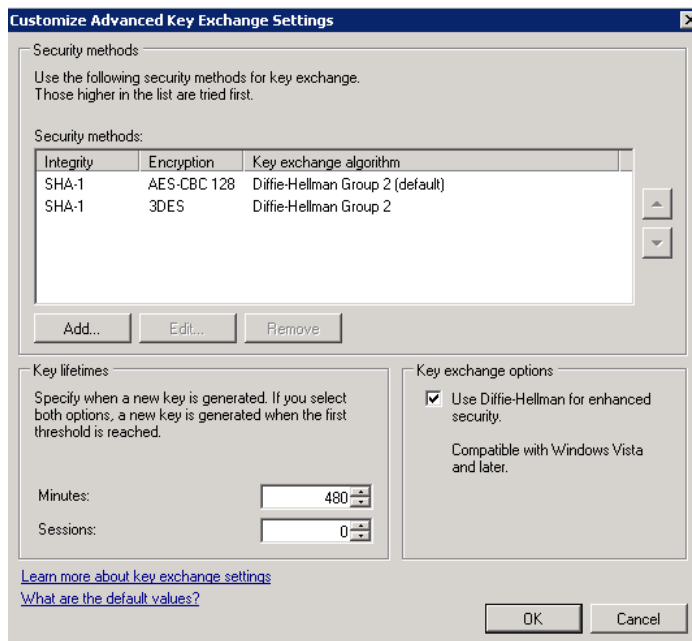 Customize Advanced Key Exchange Settings
Security methods
Use the following security methods for key exchange.
Those higher in the list are tried first.
Security methods:
Integrity Encryption Key exchange algorithm
SHA-1 AES-CBC 128 Diffie-Hellman Group 2 (default)
SHA-1 3DES Diffie-Hellman Group 2
Add... Edit... Remove
Key lifetimes
Specify when a new key is generated. If you select
both options, a new key is generated when the first
threshold is reached.
Minutes: 480
Sessions: 0
Key exchange options
Use Diffie-Hellman for enhanced
security.
Compatible with Windows Vista
and later.
Learn more about key exchange settings
What are the default values?
OK Cancel